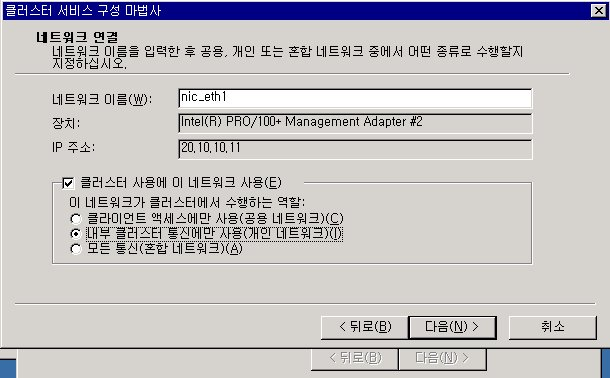 클러스터 서비스 구성 마법사
네트워크 연결
네트워크 이름을 입력한 후 공용, 개인 또는 혼합 네트워크 중에서 어떤 종류로 수행할지
지정하십시오.
네트워크 이름(W):
nic_eth1
장치:
Intel(R) PRO/100+ Management Adapter #2
IP 주소:
20,10,10,11
클러스터 사용에 이 네트워크 사용(E)
이 네트워크가 클러스터에서 수행하는 역할:
클라이언트 액세스에만 사용(공용 네트워크)(C)
내부 클러스터 통신에만 사용(개인 네트워크)(I)
모든 통신(혼합 네트워크)(A)
< 뒤로(B)
다음(N) >
취소
< 뒤로(B)
다음(N) >